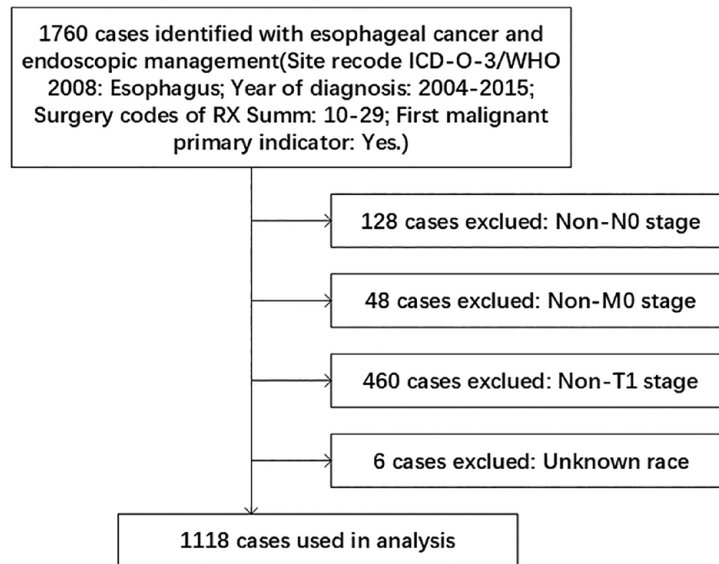 1760 cases identified with esophageal cancer and
endoscopic management(Site recode ICD-O-3/WHO
2008: Esophagus; Year of diagnosis: 2004-2015;
Surgery codes of RX Summ: 10-29; First malignant
primary indicator: Yes.)
128 cases exclued: Non-N0 stage
48 cases exclued: Non-M0 stage
460 cases exclued: Non-T1 stage
6 cases exclued: Unknown race
1118 cases used in analysis